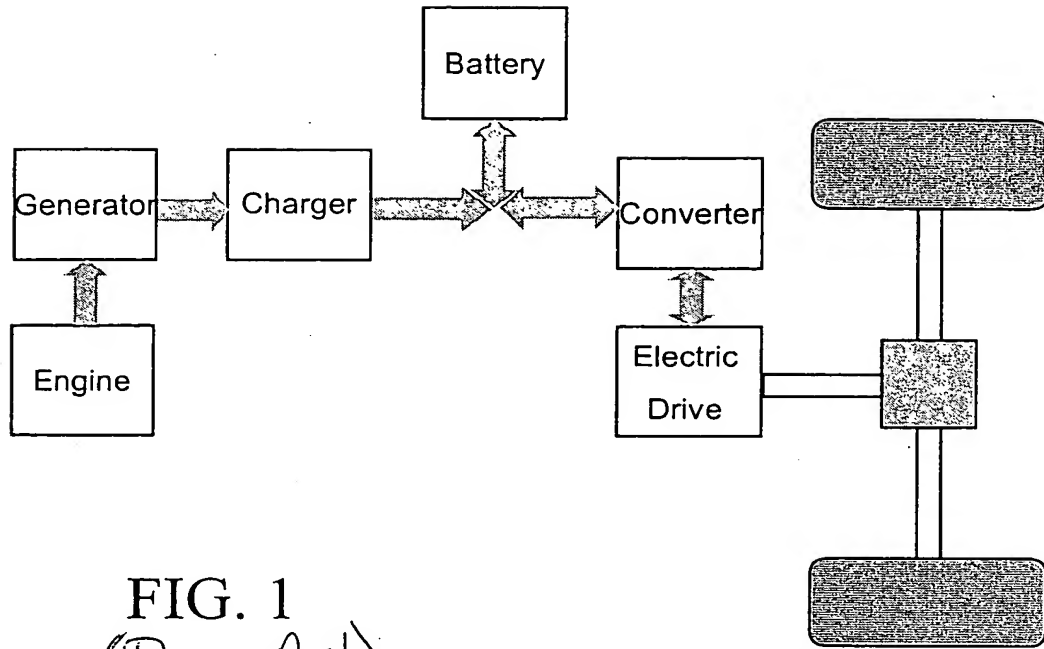 Battery
Generator
Charger
Converter
Engine
Electric
Drive
FIG. 1